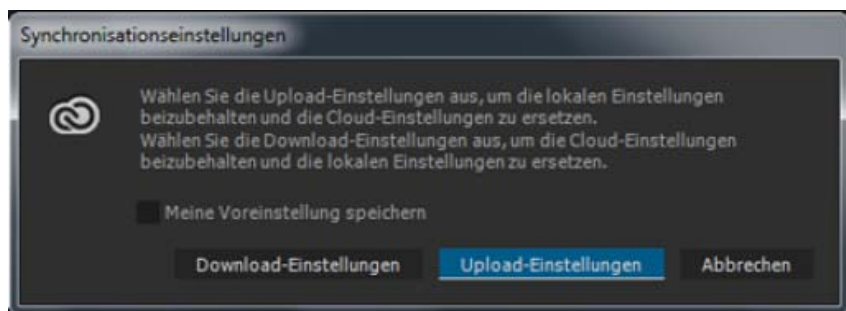 Synchronisationseinstellungen
Wählen Sie die Upload-Einstellungen aus, um die lokalen Einstellungen
beizubehalten und die Cloud-Einstellungen zu ersetzen.
Wählen Sie die Download-Einstellungen aus, um die Cloud-Einstellungen
beizubehalten und die lokalen Einstellungen zu ersetzen.
Meine Voreinstellung speichern
Download-Einstellungen Upload-Einstellungen Abbrechen